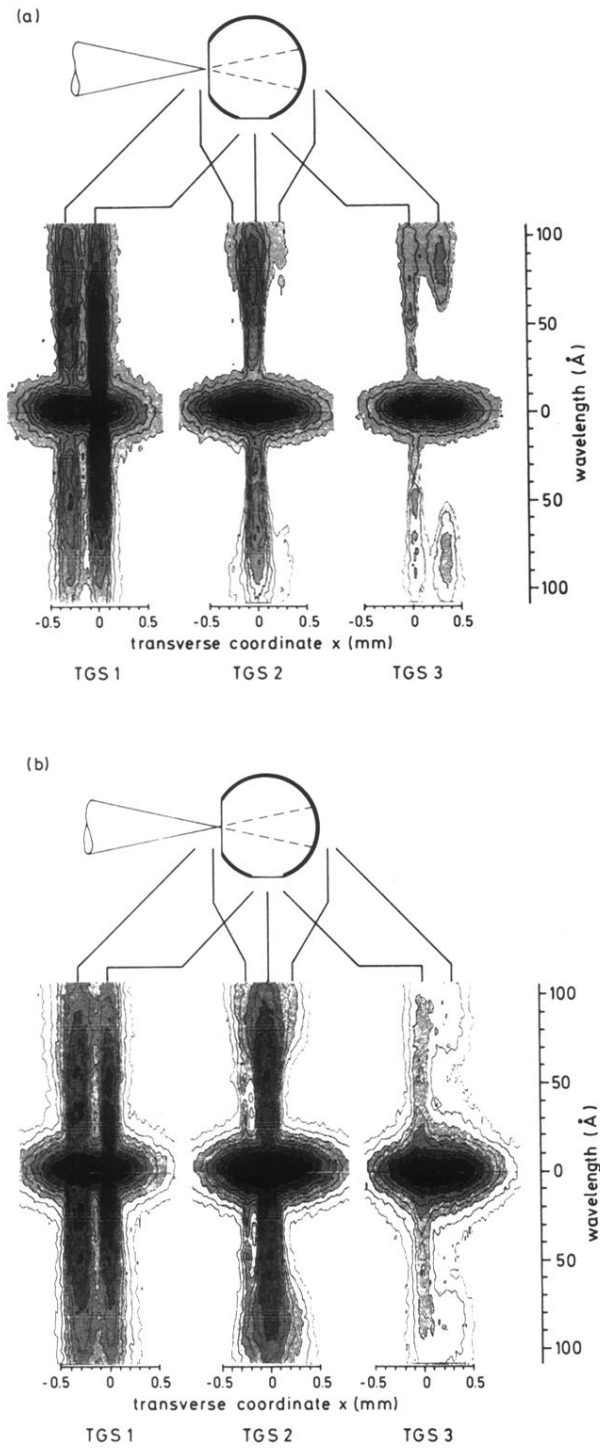 (a)
100
50
0
50
100
wavelength (Å)
-0.5 0 0.5 -0.5 0 0.5 -0.5 0 0.5
transverse coordinate x (mm)
TGS 1 TGS 2 TGS 3
(b)
100
50
0
50
100
wavelength (Å)
-0.5 0 0.5 -0.5 0 0.5 -0.5 0 0.5
transverse coordinate x (mm)
TGS 1 TGS 2 TGS 3